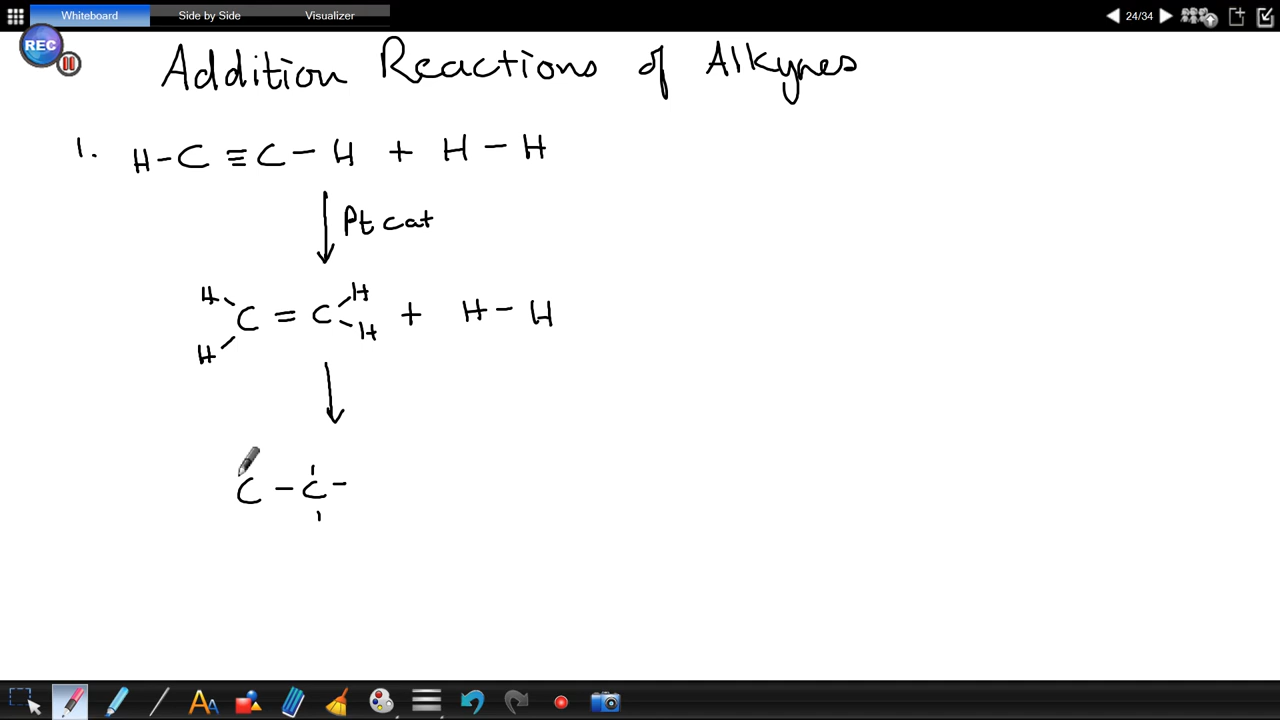 Whiteboard Side by Side Visualizer 24/34
REC
Addition Reactions of Alkynes
1. H-C≡C-H + H-H
Pt cat
H H
C=C + H-H
H H
C-C-
A